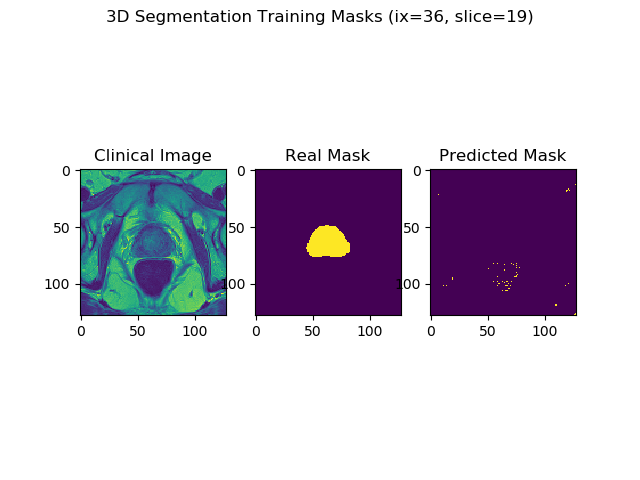 3D Segmentation Training Masks (ix=36, slice=19)
Clinical Image Real Mask Predicted Mask
0 0 0
50 50 50
100 100 100
0 50 100 0 50 100 0 50 100